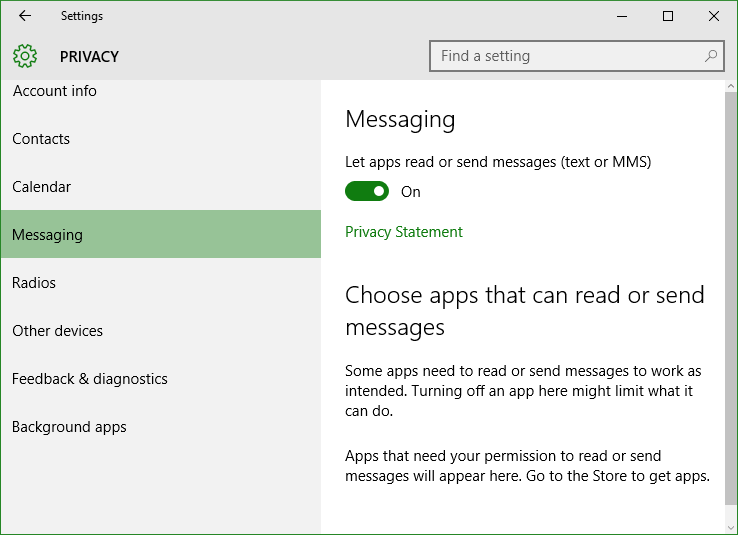 Settings
PRIVACY
Find a setting
Account info
Contacts
Calendar
Messaging
Radios
Other devices
Feedback & diagnostics
Background apps
Messaging
Let apps read or send messages (text or MMS)
On
Privacy Statement
Choose apps that can read or send
messages
Some apps need to read or send messages to work as
intended. Turning off an app here might limit what it
can do.
Apps that need your permission to read or send
messages will appear here. Go to the Store to get apps.